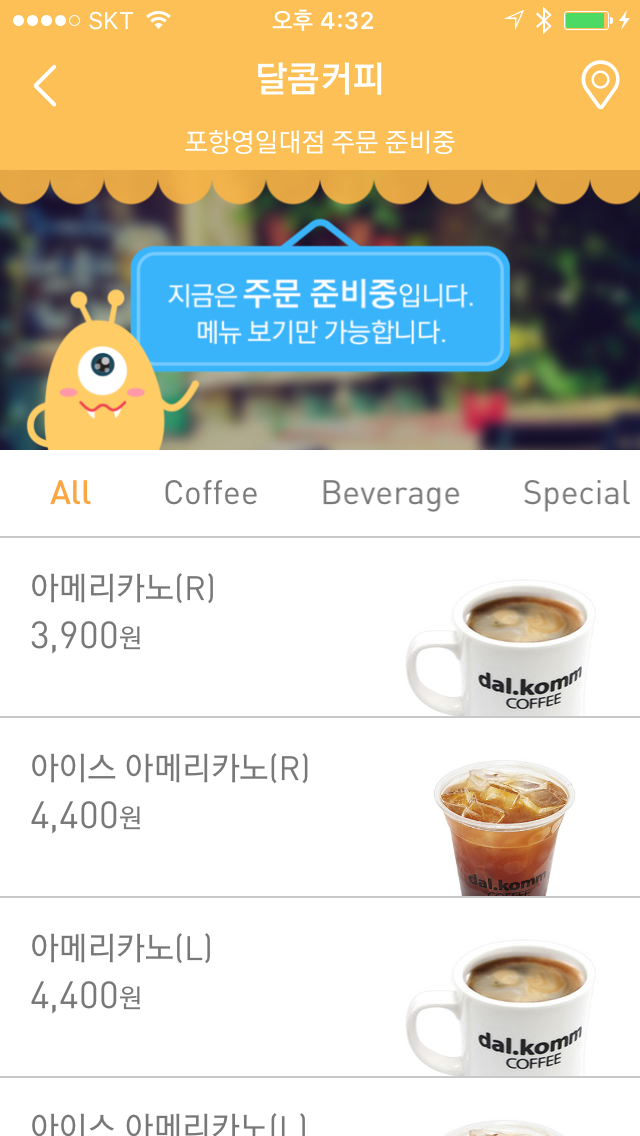 SKT 오후 4:32
달콤커피
포항영일대점 주문 준비중
지금은 주문 준비중입니다.
메뉴 보기만 가능합니다.
All Coffee Beverage Special
아메리카노(R)
3,900원
dal.komm
COFFEE
아이스 아메리카노(R)
4,400원
dal.komm
COFFEE
아메리카노(L)
4,400원
dal.komm
COFFEE
아이스 아메리카노(L)